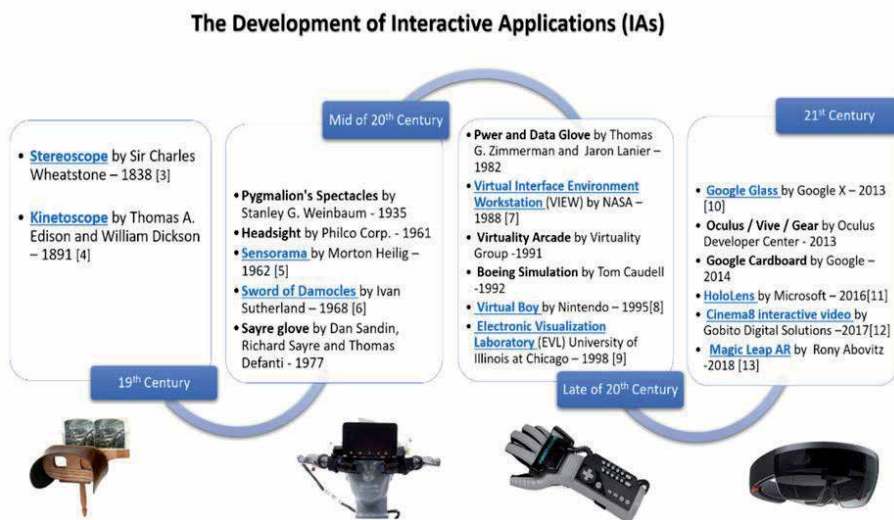 The Development of Interactive Applications (IAs)
19th Century
• Stereoscope by Sir Charles
Wheatstone – 1838 [3]
• Kinetoscope by Thomas A.
Edison and William Dickson
– 1891 [4]
Mid of 20th Century
• Pygmalion's Spectacles by
Stanley G. Weinbaum - 1935
• Headsight by Philco Corp. - 1961
• Sensorama by Morton Heilig –
1962 [5]
• Sword of Damocles by Ivan
Sutherland – 1968 [6]
• Sayre glove by Dan Sandin,
Richard Sayre and Thomas
Defanti - 1977
Late of 20th Century
• Pwer and Data Glove by Thomas
G. Zimmerman and Jaron Lanier –
1982
• Virtual Interface Environment
Workstation (VIEW) by NASA –
1988 [7]
• Virtuality Arcade by Virtuality
Group -1991
• Boeing Simulation by Tom Caudell
-1992
• Virtual Boy by Nintendo – 1995[8]
• Electronic Visualization
Laboratory (EVL) University of
Illinois at Chicago – 1998 [9]
21st Century
• Google Glass by Google X – 2013
[10]
• Oculus / Vive / Gear by Oculus
Developer Center - 2013
• Google Cardboard by Google –
2014
• HoloLens by Microsoft – 2016[11]
• Cinema8 interactive video by
Gobito Digital Solutions –2017[12]
• Magic Leap AR by Rony Abovitz
-2018 [13]